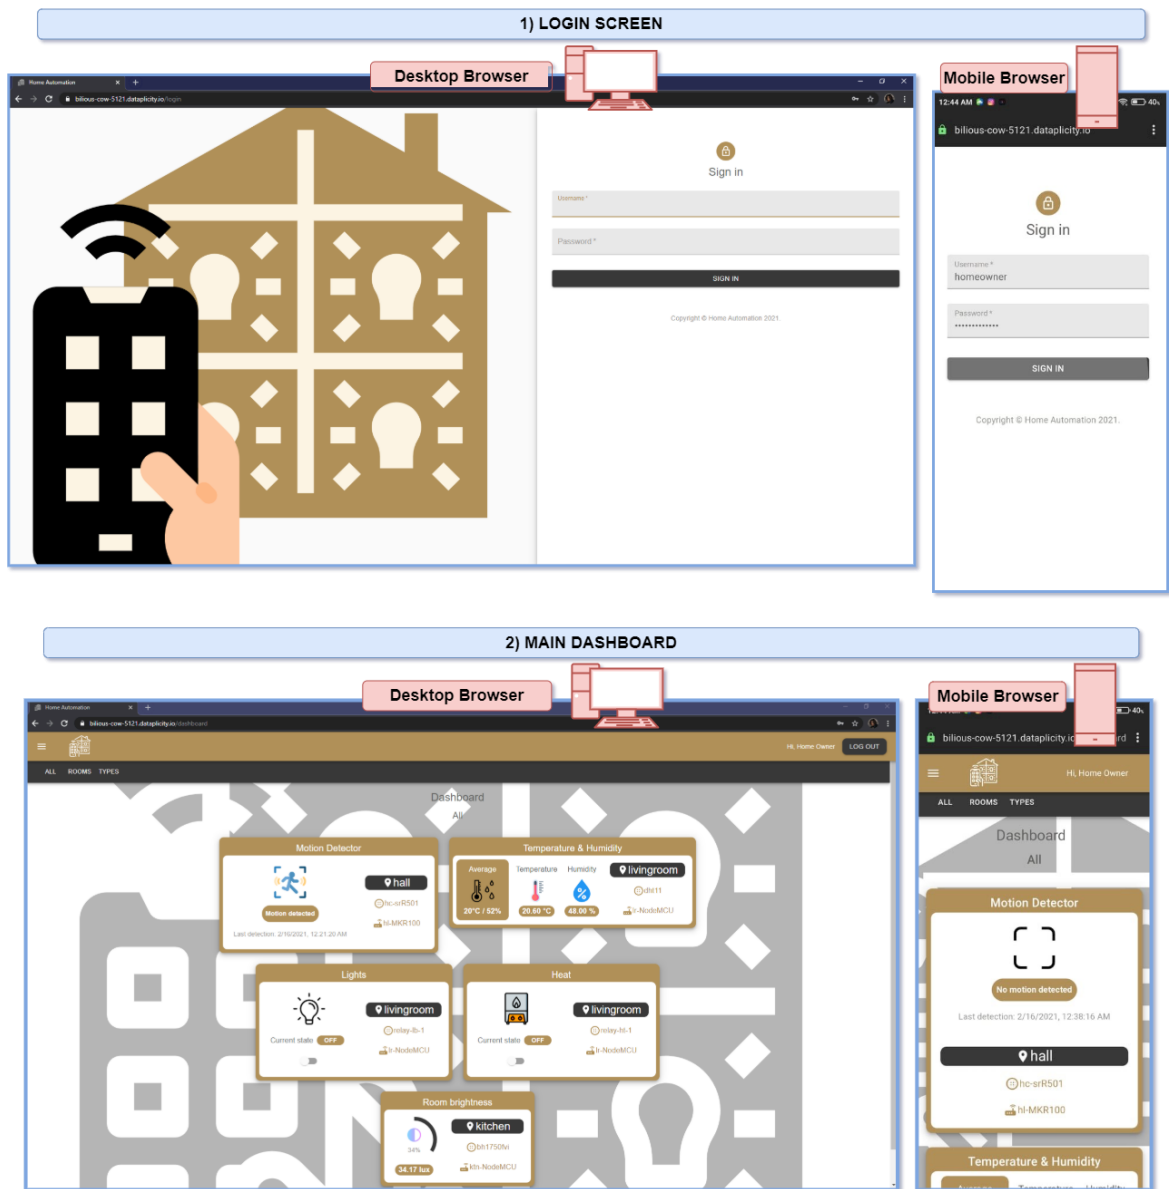 1) LOGIN SCREEN
Desktop Browser
Mobile Browser
Home Automation
bilious-cow-5121.dataplicity.io/login
Sign in
Username *
Password *
SIGN IN
Copyright © Home Automation 2021.
12:44 AM
40%
bilious-cow-5121.dataplicity.io
Sign in
Username *
homeowner
Password *
•••••••••••••
SIGN IN
Copyright © Home Automation 2021.
2) MAIN DASHBOARD
Desktop Browser
Mobile Browser
Home Automation
bilious-cow-5121.dataplicity.io/dashboard
Hi, Home Owner
LOG OUT
ALL ROOMS TYPES
Dashboard
All
Motion Detector
hall
hc-srR501
Motion detected
hl-MKR100
Last detection: 2/16/2021, 12:21:20 AM
Temperature & Humidity
Average Temperature Humidity
livingroom
dht11
20°C / 52% 20.60 °C 48.00 %
lr-NodeMCU
Lights
livingroom
relay-lb-1
Current state OFF
lr-NodeMCU
Heat
livingroom
relay-ht-1
Current state OFF
lr-NodeMCU
Room brightness
kitchen
34%
34.17 lux
ktn-NodeMCU
40%
bilious-cow-5121.dataplicity.io
rd
Hi, Home Owner
ALL ROOMS TYPES
Dashboard
All
Motion Detector
No motion detected
Last detection: 2/16/2021, 12:38:16 AM
hall
hc-srR501
hl-MKR100
Temperature & Humidity
Average Temperature Humidity